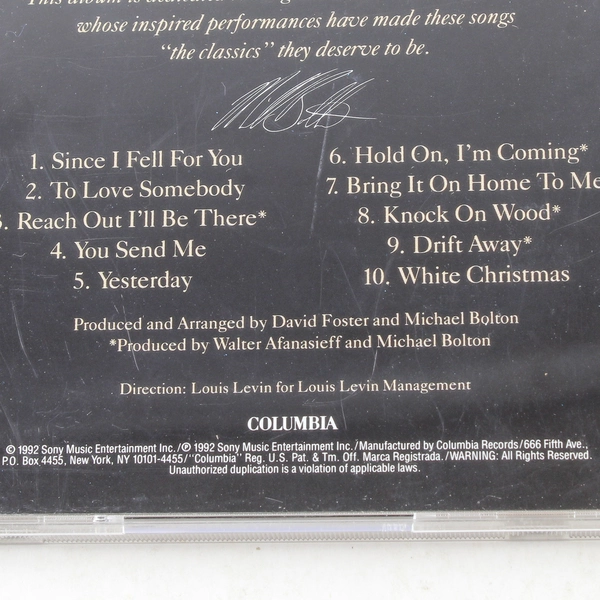 This album is dedicated
whose inspired performances have made these songs
"the classics" they deserve to be.
1. Since I Fell For You
2. To Love Somebody
3. Reach Out I'll Be There*
4. You Send Me
5. Yesterday
6. Hold On, I'm Coming*
7. Bring It On Home To Me
8. Knock On Wood*
9. Drift Away*
10. White Christmas
Produced and Arranged by David Foster and Michael Bolton
*Produced by Walter Afanasieff and Michael Bolton
Direction: Louis Levin for Louis Levin Management
COLUMBIA
© 1992 Sony Music Entertainment Inc./℗ 1992 Sony Music Entertainment Inc./Manufactured by Columbia Records/666 Fifth Ave.,
P.O. Box 4455, New York, NY 10101-4455/"Columbia" Reg. U.S. Pat. & Tm. Off. Marca Registrada./WARNING: All Rights Reserved.
Unauthorized duplication is a violation of applicable laws.